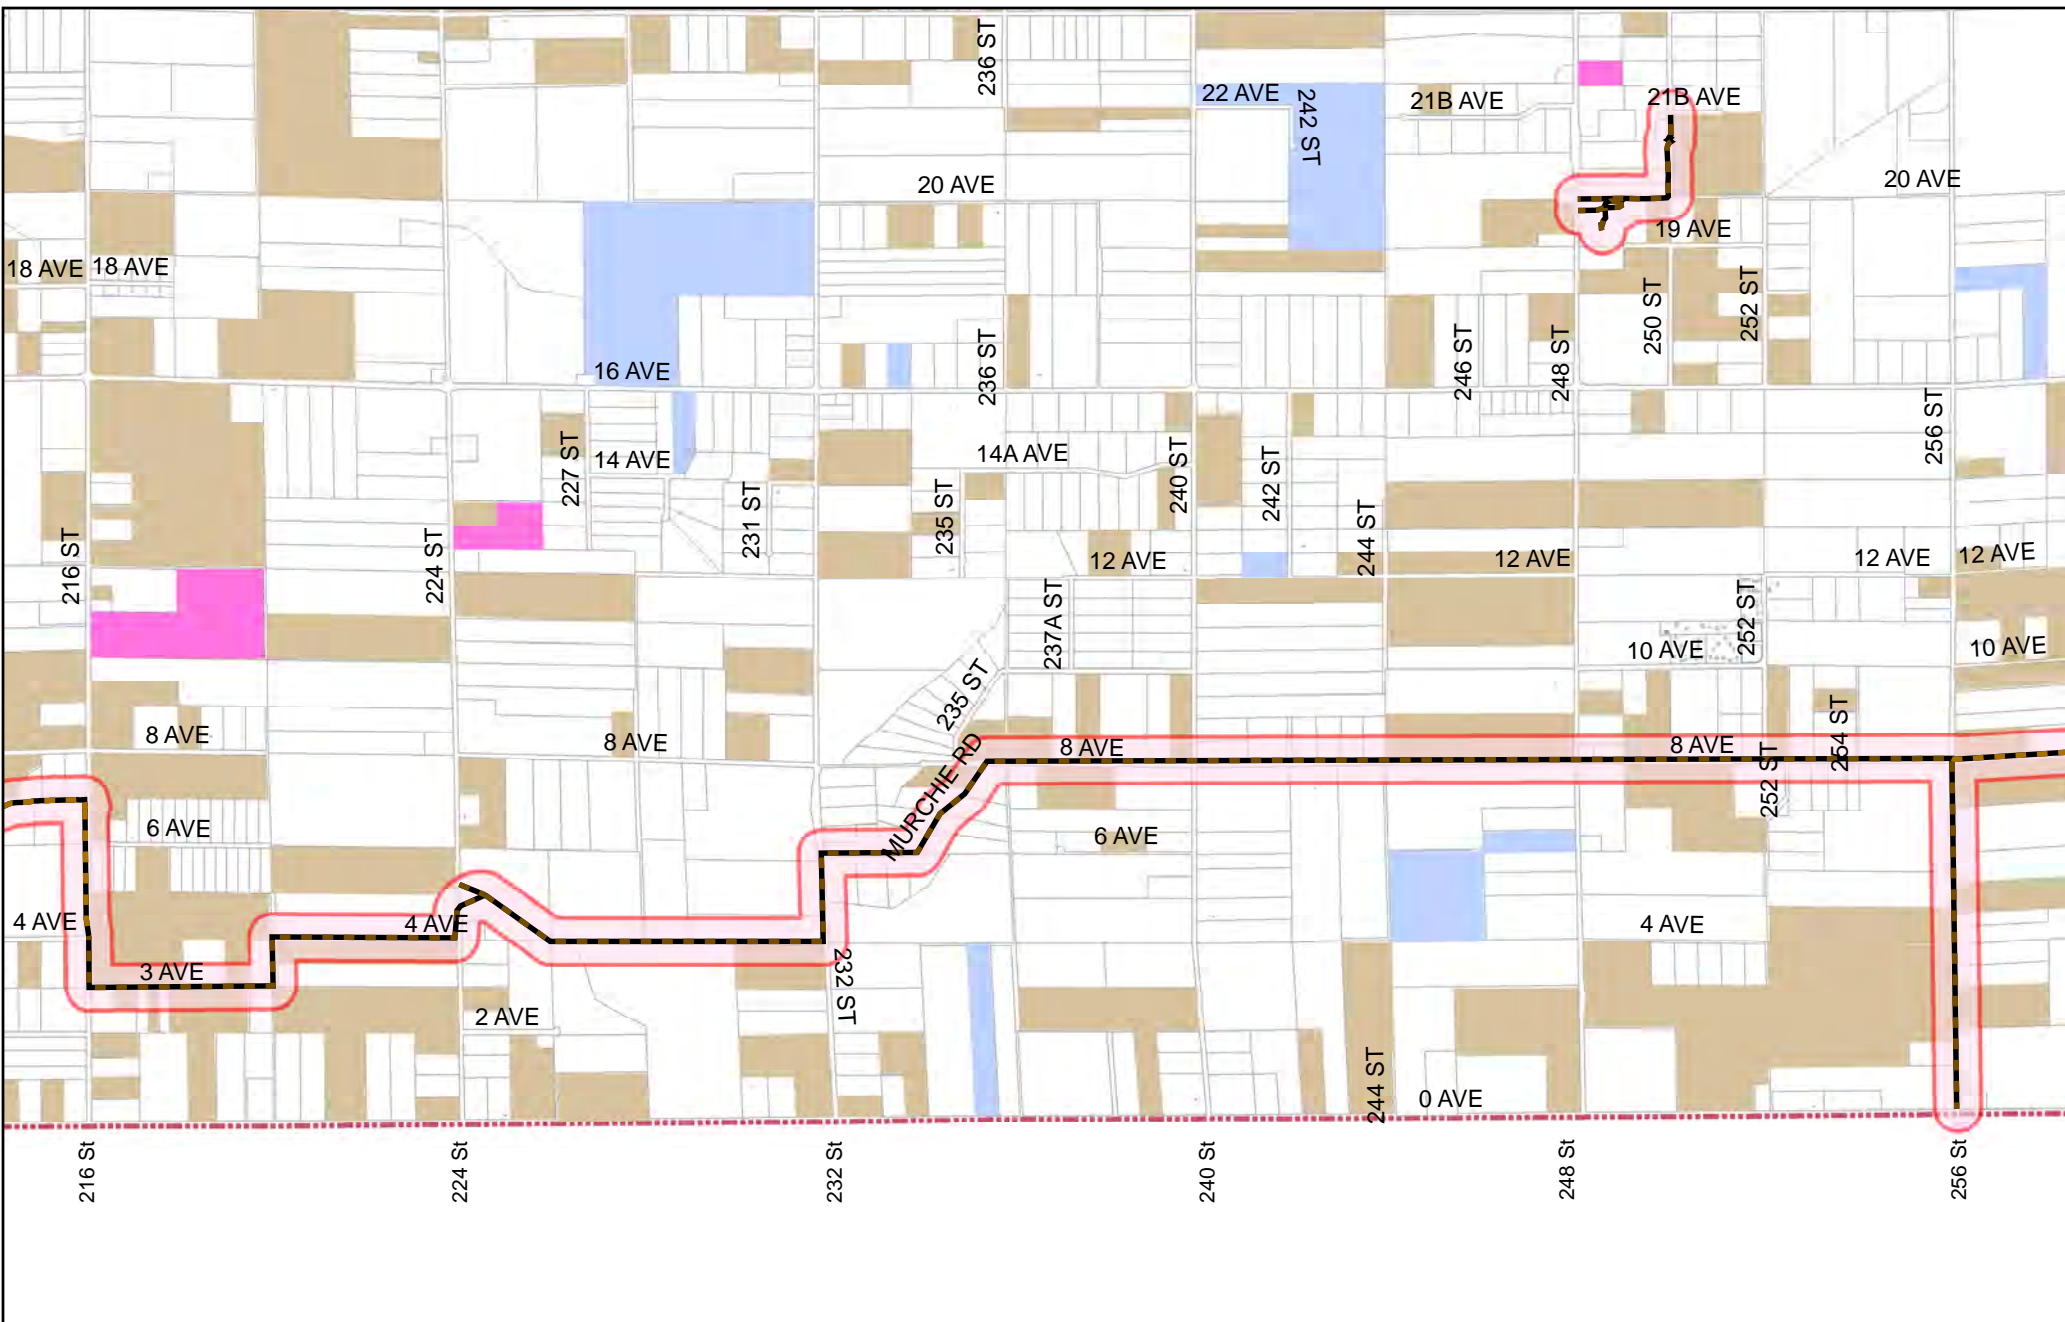 236 ST
22 AVE
242 ST
21B AVE
21B AVE
20 AVE
20 AVE
19 AVE
18 AVE
18 AVE
250 ST
252 ST
16 AVE
236 ST
246 ST
248 ST
256 ST
227 ST
14 AVE
231 ST
235 ST
14A AVE
240 ST
242 ST
244 ST
216 ST
224 ST
12 AVE
12 AVE
12 AVE
12 AVE
237A ST
252 ST
10 AVE
10 AVE
235 ST
8 AVE
8 AVE
MURCHIE RD
8 AVE
8 AVE
252 ST
254 ST
6 AVE
6 AVE
4 AVE
4 AVE
4 AVE
3 AVE
232 ST
2 AVE
244 ST
0 AVE
216 St
224 St
232 St
240 St
248 St
256 St